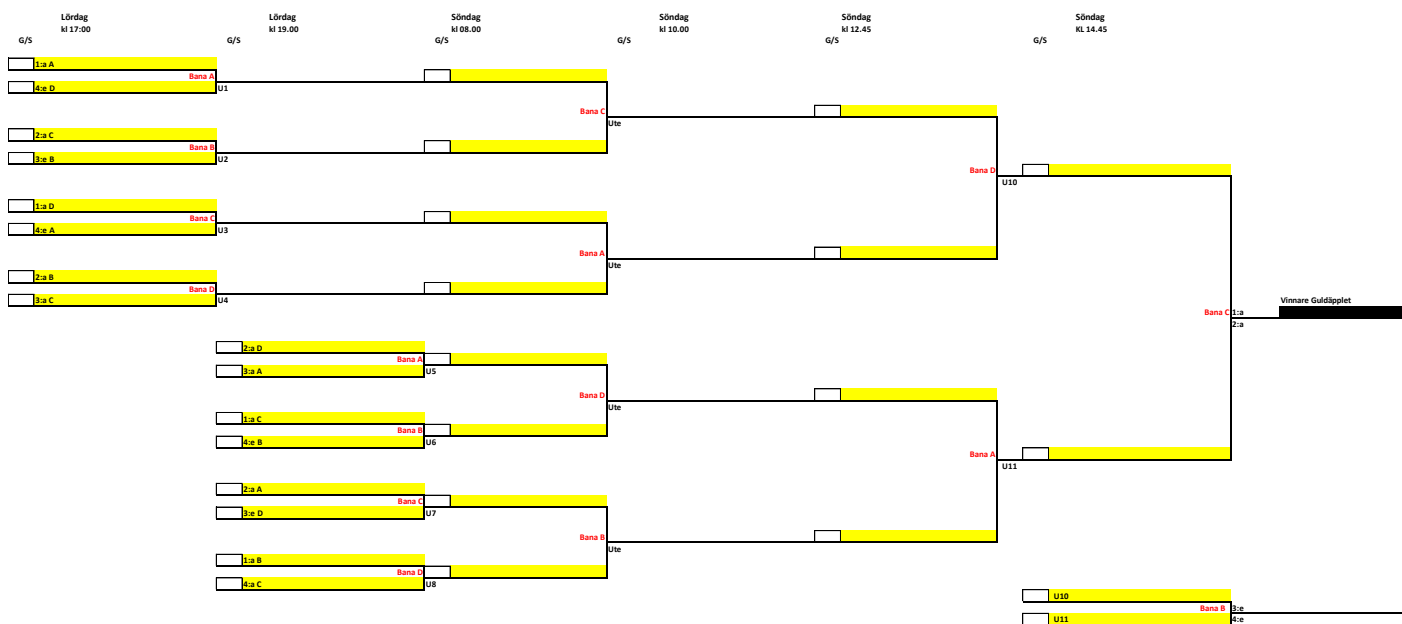 Lördag
kl 17:00
Lördag
kl 19.00
Söndag
kl 08.00
Söndag
kl 10.00
Söndag
kl 12.45
Söndag
KL 14.45
G/S
G/S
G/S
G/S
G/S
G/S
1:a A
Bana A
4:e D
U1
Bana C
Ute
2:a C
Bana B
3:e B
U2
Bana D
U10
1:a D
Bana C
4:e A
U3
Bana A
Ute
2:a B
Bana D
3:a C
U4
Vinnare Guldäpplet
Bana C
1:a
2:a
2:a D
Bana A
3:a A
U5
Bana D
Ute
1:a C
Bana B
4:e B
U6
Bana A
U11
2:a A
Bana C
3:e D
U7
Bana B
Ute
1:a B
Bana D
4:a C
U8
U10
Bana B
3:e
U11
4:e